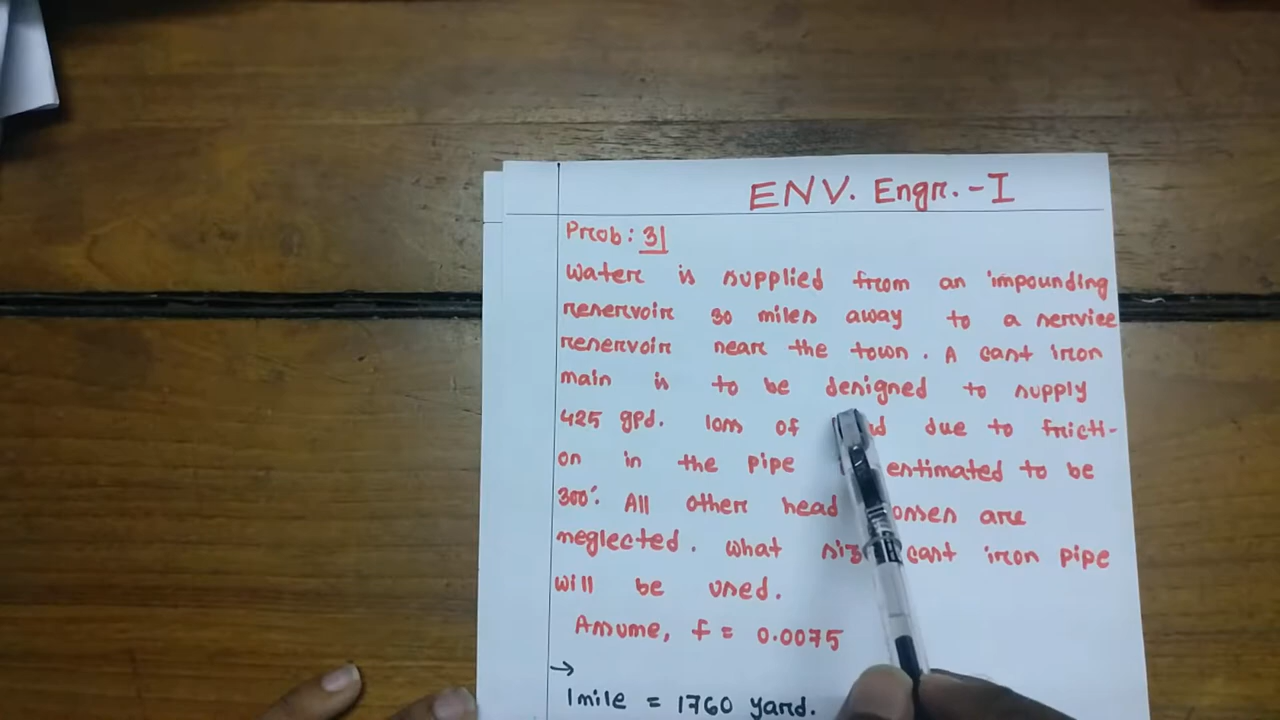 ENV. Engr. - I
Prob: 31
Water is supplied from an impounding
reservoir 30 miles away to a service
reservoir near the town. A cast iron
main is to be designed to supply
425 gpd. loss of due to fricti-
on in the pipe estimated to be
300'. All other head are
neglected. What cast iron pipe
will be used.
Assume, f = 0.0075
→
1mile = 1760 yard.